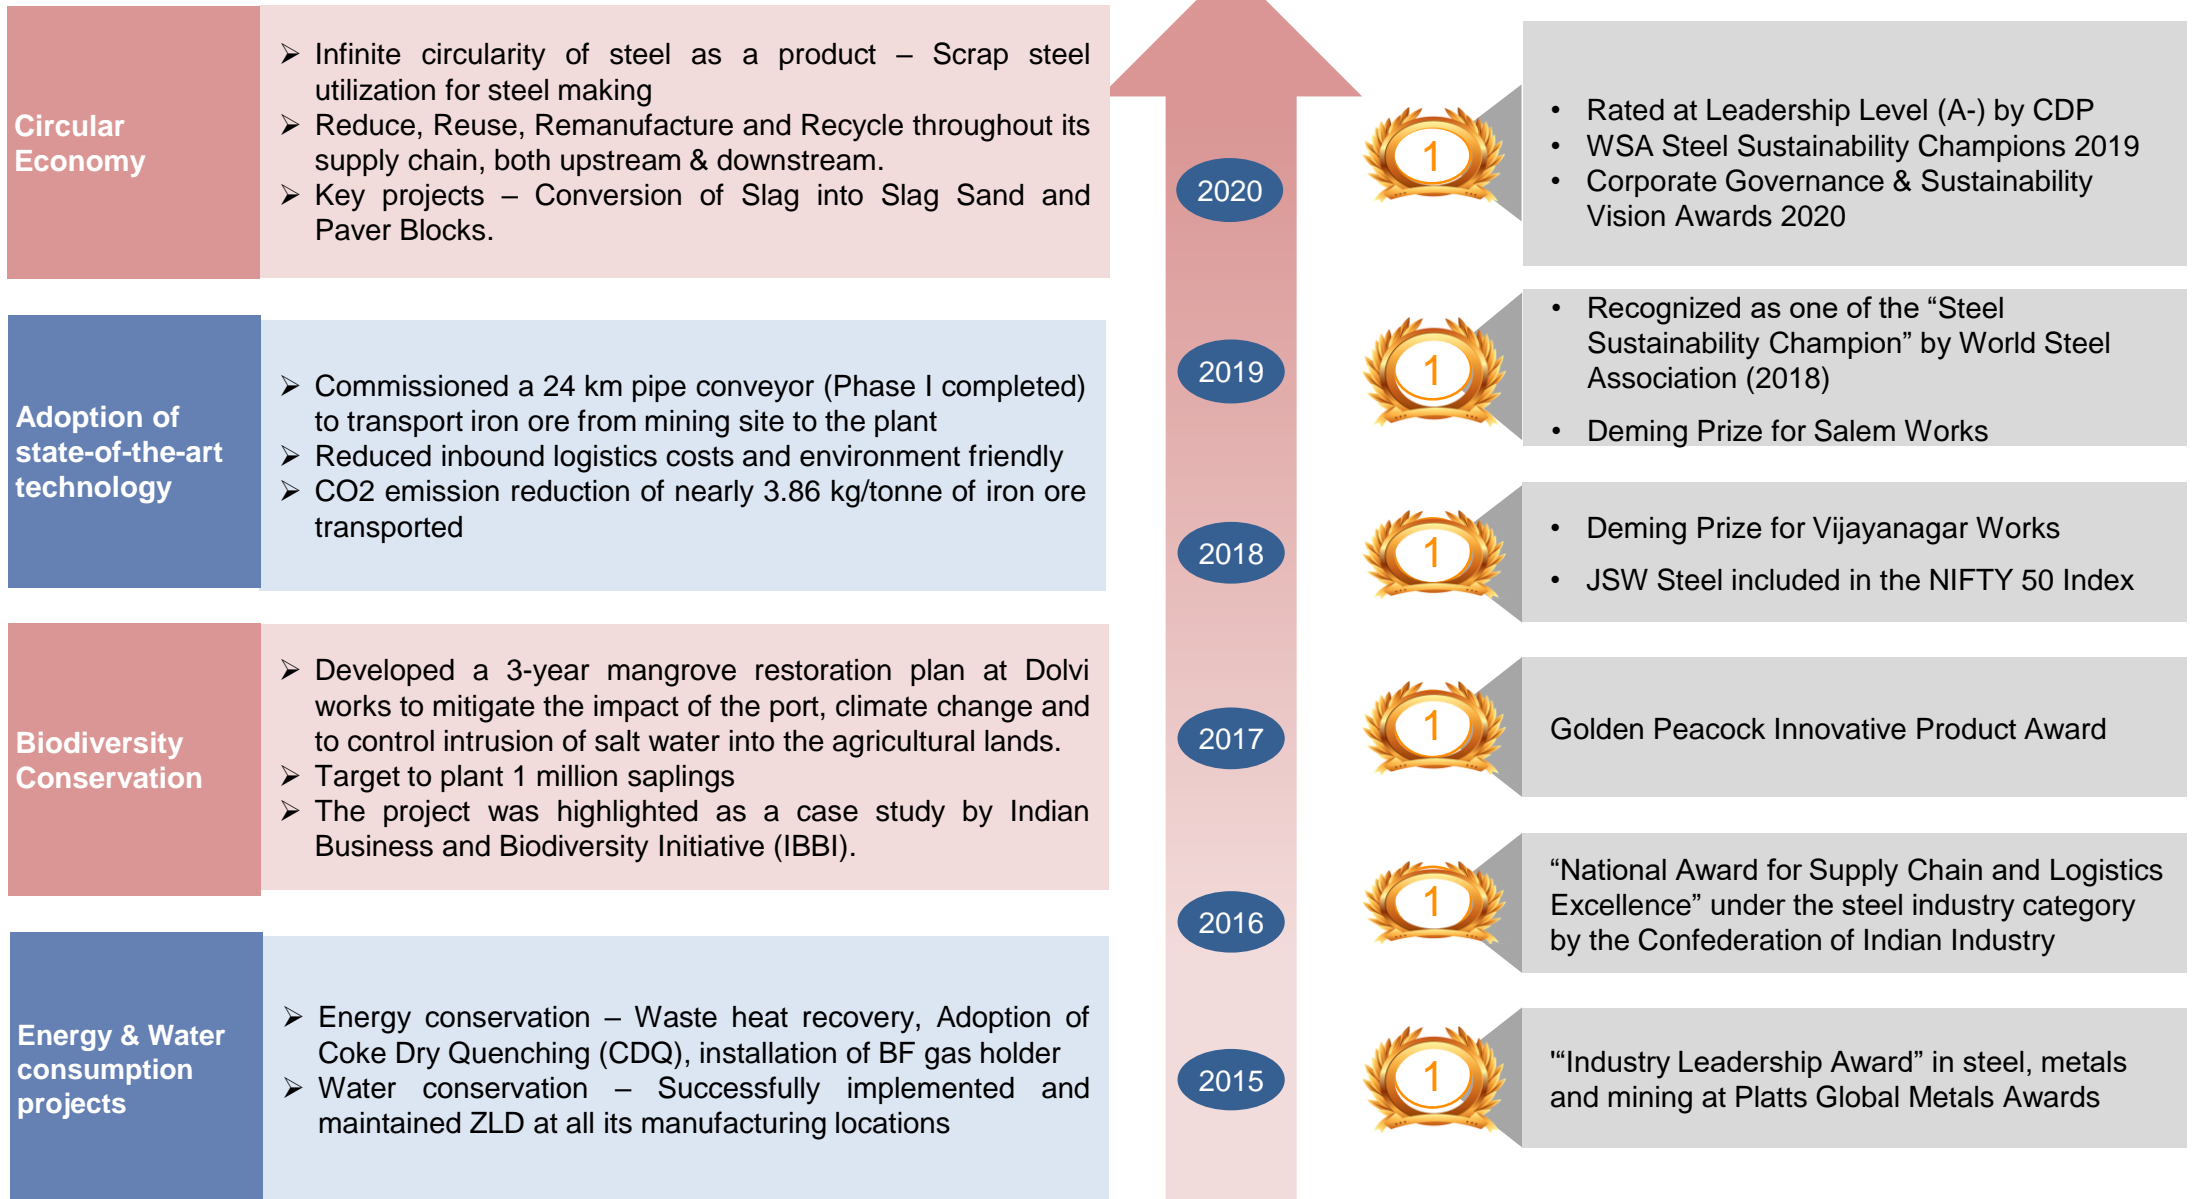 Circular
Economy
➢ Infinite circularity of steel as a product – Scrap steel
utilization for steel making
➢ Reduce, Reuse, Remanufacture and Recycle throughout its
supply chain, both upstream & downstream.
➢ Key projects – Conversion of Slag into Slag Sand and
Paver Blocks.
Adoption of
state-of-the-art
technology
➢ Commissioned a 24 km pipe conveyor (Phase I completed)
to transport iron ore from mining site to the plant
➢ Reduced inbound logistics costs and environment friendly
➢ CO2 emission reduction of nearly 3.86 kg/tonne of iron ore
transported
Biodiversity
Conservation
➢ Developed a 3-year mangrove restoration plan at Dolvi
works to mitigate the impact of the port, climate change and
to control intrusion of salt water into the agricultural lands.
➢ Target to plant 1 million saplings
➢ The project was highlighted as a case study by Indian
Business and Biodiversity Initiative (IBBI).
Energy & Water
consumption
projects
➢ Energy conservation – Waste heat recovery, Adoption of
Coke Dry Quenching (CDQ), installation of BF gas holder
➢ Water conservation – Successfully implemented and
maintained ZLD at all its manufacturing locations
2020
1
• Rated at Leadership Level (A-) by CDP
• WSA Steel Sustainability Champions 2019
• Corporate Governance & Sustainability
Vision Awards 2020
2019
1
• Recognized as one of the “Steel
Sustainability Champion” by World Steel
Association (2018)
• Deming Prize for Salem Works
2018
1
• Deming Prize for Vijayanagar Works
• JSW Steel included in the NIFTY 50 Index
2017
1
Golden Peacock Innovative Product Award
2016
1
“National Award for Supply Chain and Logistics
Excellence” under the steel industry category
by the Confederation of Indian Industry
2015
1
'“Industry Leadership Award” in steel, metals
and mining at Platts Global Metals Awards